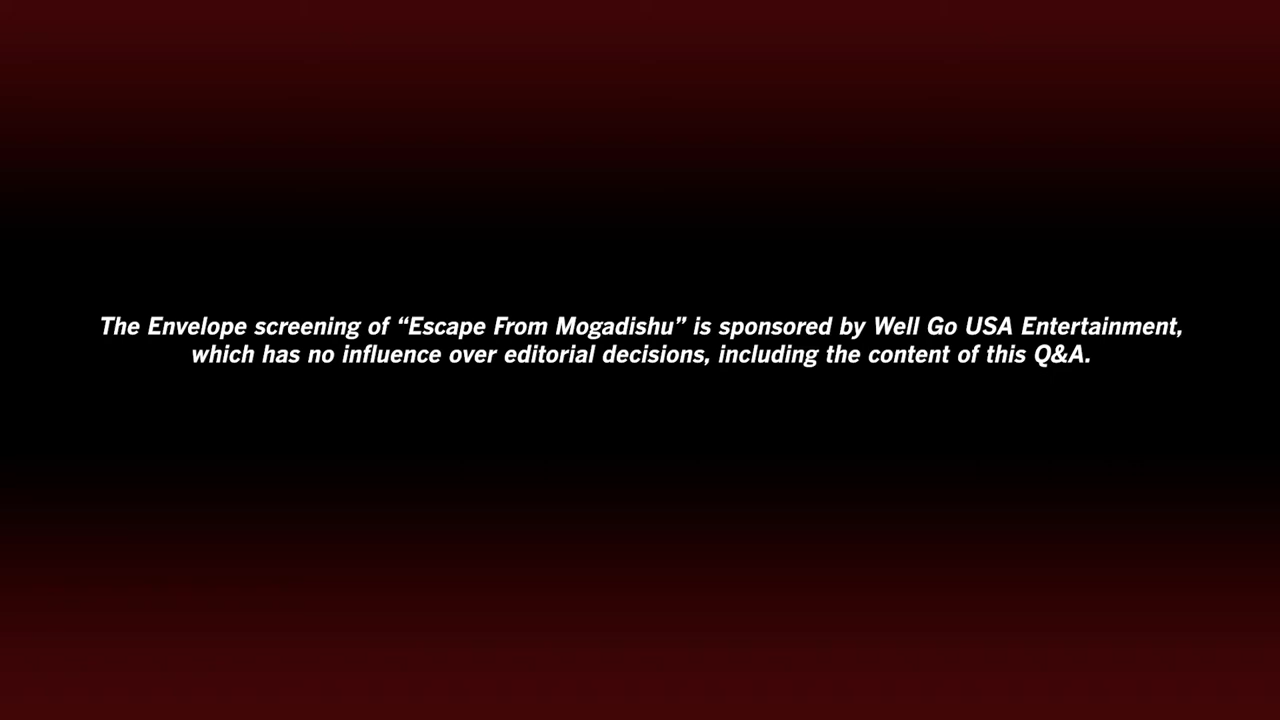 The Envelope screening of “Escape From Mogadishu” is sponsored by Well Go USA Entertainment,
which has no influence over editorial decisions, including the content of this Q&A.